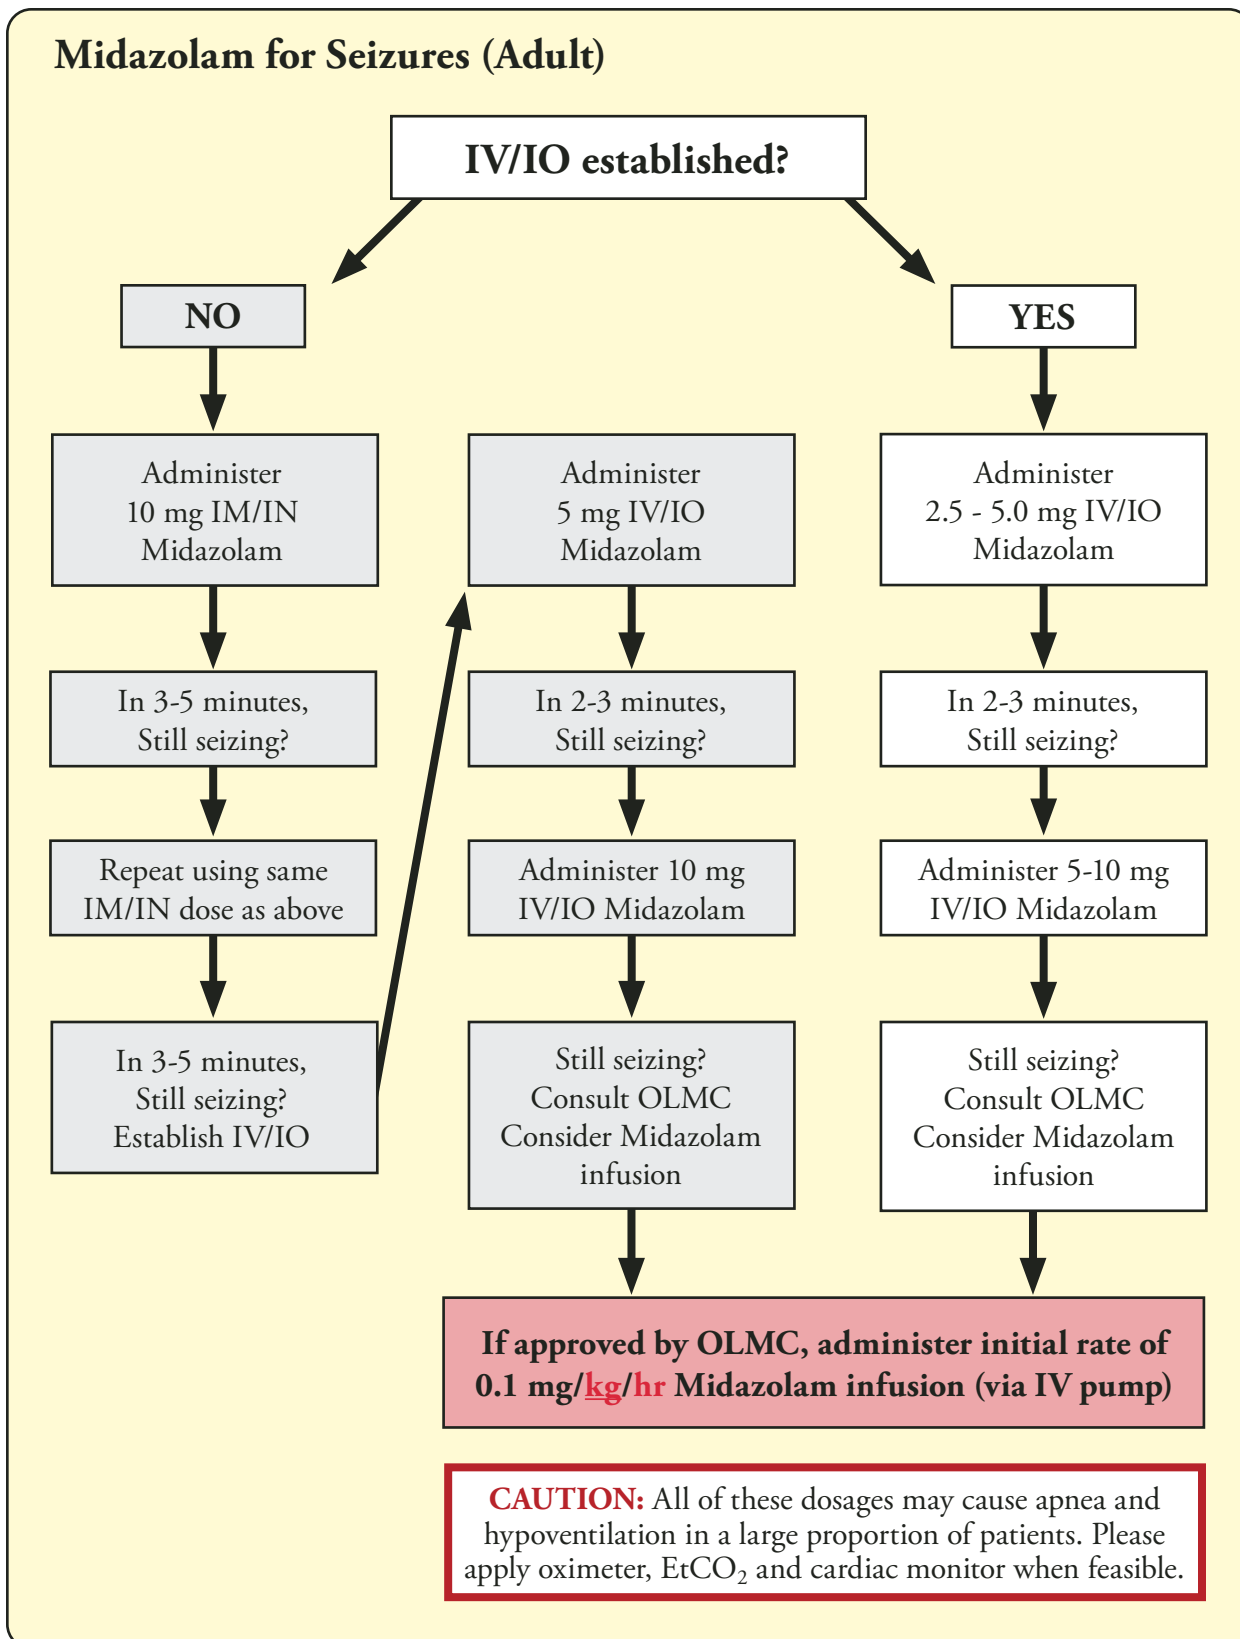 Midazolam for Seizures (Adult)
IV/IO established?
NO
Administer
10 mg IM/IN
Midazolam
In 3-5 minutes,
Still seizing?
Repeat using same
IM/IN dose as above
In 3-5 minutes,
Still seizing?
Establish IV/IO
Administer
5 mg IV/IO
Midazolam
In 2-3 minutes,
Still seizing?
Administer 10 mg
IV/IO Midazolam
Still seizing?
Consult OLMC
Consider Midazolam
infusion
YES
Administer
2.5 - 5.0 mg IV/IO
Midazolam
In 2-3 minutes,
Still seizing?
Administer 5-10 mg
IV/IO Midazolam
Still seizing?
Consult OLMC
Consider Midazolam
infusion
If approved by OLMC, administer initial rate of
0.1 mg/kg/hr Midazolam infusion (via IV pump)
CAUTION: All of these dosages may cause apnea and
hypoventilation in a large proportion of patients. Please
apply oximeter, EtCO₂ and cardiac monitor when feasible.